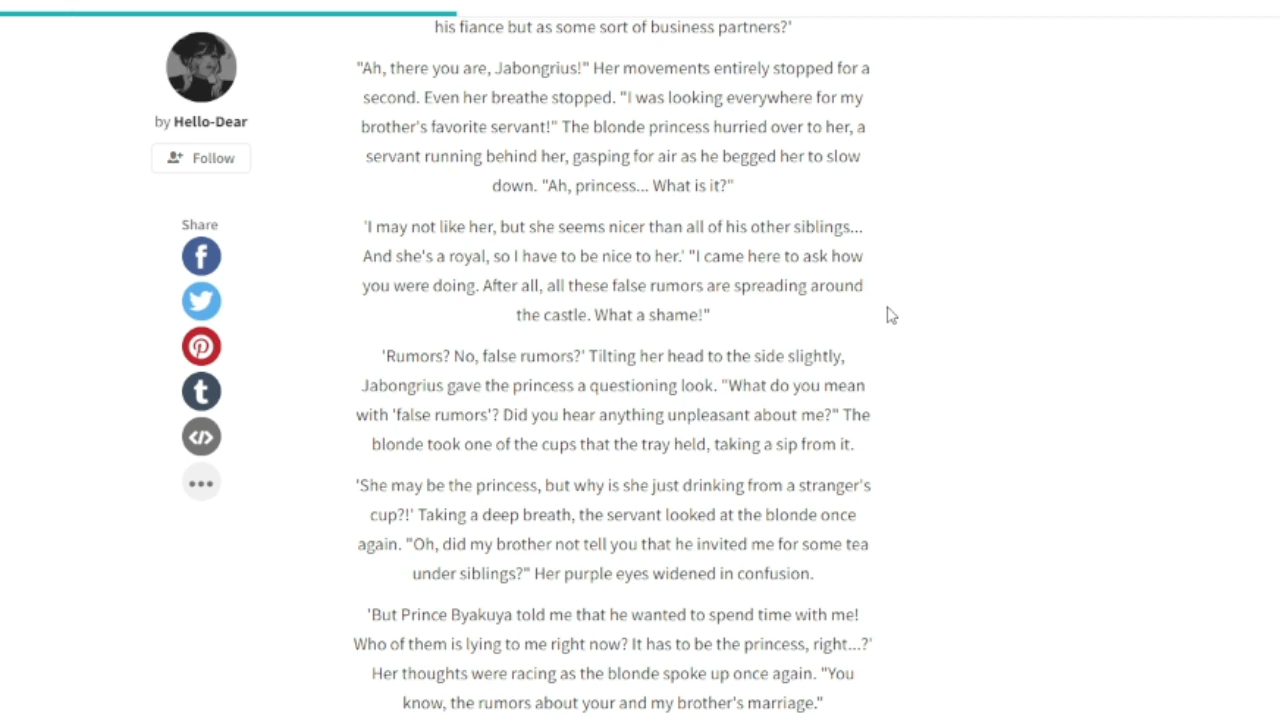 his fiance but as some sort of business partners?'
"Ah, there you are, Jabongrius!" Her movements entirely stopped for a
second. Even her breathe stopped. "I was looking everywhere for my
brother's favorite servant!" The blonde princess hurried over to her, a
servant running behind her, gasping for air as he begged her to slow
down. "Ah, princess... What is it?"
'I may not like her, but she seems nicer than all of his other siblings...
And she's a royal, so I have to be nice to her.' "I came here to ask how
you were doing. After all, all these false rumors are spreading around
the castle. What a shame!"
'Rumors? No, false rumors?' Tilting her head to the side slightly,
Jabongrius gave the princess a questioning look. "What do you mean
with 'false rumors'? Did you hear anything unpleasant about me?" The
blonde took one of the cups that the tray held, taking a sip from it.
'She may be the princess, but why is she just drinking from a stranger's
cup?!' Taking a deep breath, the servant looked at the blonde once
again. "Oh, did my brother not tell you that he invited me for some tea
under siblings?" Her purple eyes widened in confusion.
'But Prince Byakuya told me that he wanted to spend time with me!
Who of them is lying to me right now? It has to be the princess, right...?'
Her thoughts were racing as the blonde spoke up once again. "You
know, the rumors about your and my brother's marriage."
by Hello-Dear
Follow
Share